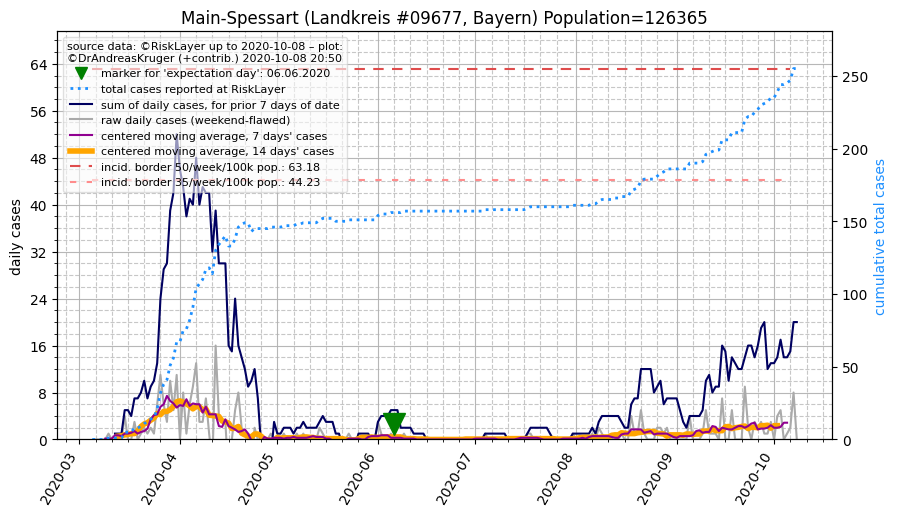 Main-Spessart (Landkreis #09677, Bayern) Population=126365
source data: ©RiskLayer up to 2020-10-08 – plot:
©DrAndreasKruger (+contrib.) 2020-10-08 20:50
marker for 'expectation day': 06.06.2020
total cases reported at RiskLayer
sum of daily cases, for prior 7 days of date
raw daily cases (weekend-flawed)
centered moving average, 7 days' cases
centered moving average, 14 days' cases
incid. border 50/week/100k pop.: 63.18
incid. border 35/week/100k pop.: 44.23
daily cases
64
56
48
40
32
24
16
8
0
cumulative total cases
250
200
150
100
50
0
2020-03
2020-04
2020-05
2020-06
2020-07
2020-08
2020-09
2020-10